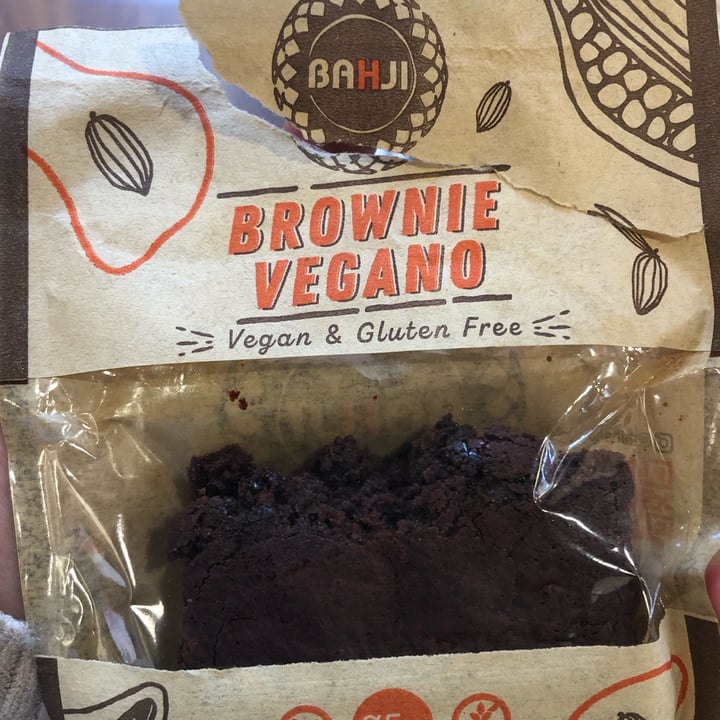 BAHJI
BROWNIE
VEGANO
Vegan & Gluten Free